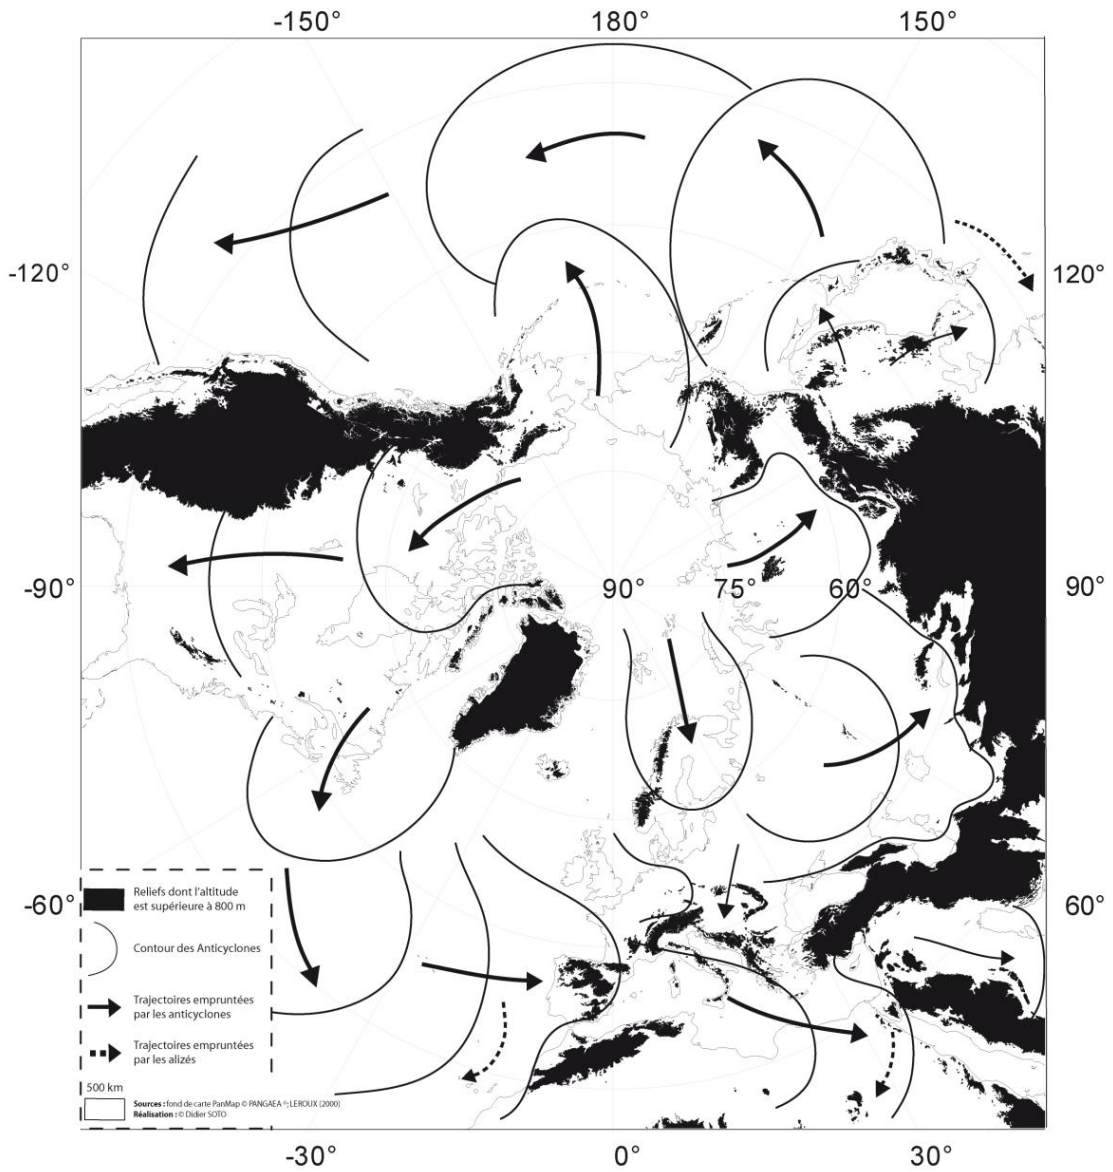 -150° 180° 150°
-120° 120°
-90° 90° 75° 60° 90°
-60° 60°
Reliefs dont l'altitude
est supérieure à 800 m
Contour des Anticyclones
Trajectoires empruntées
par les anticyclones
Trajectoires empruntées
par les alizés
500 km
Sources : fond de carte PanMap © PANGAEA ®; LEROUX (2000)
Réalisation : © Didier SOTO
-30° 0° 30°